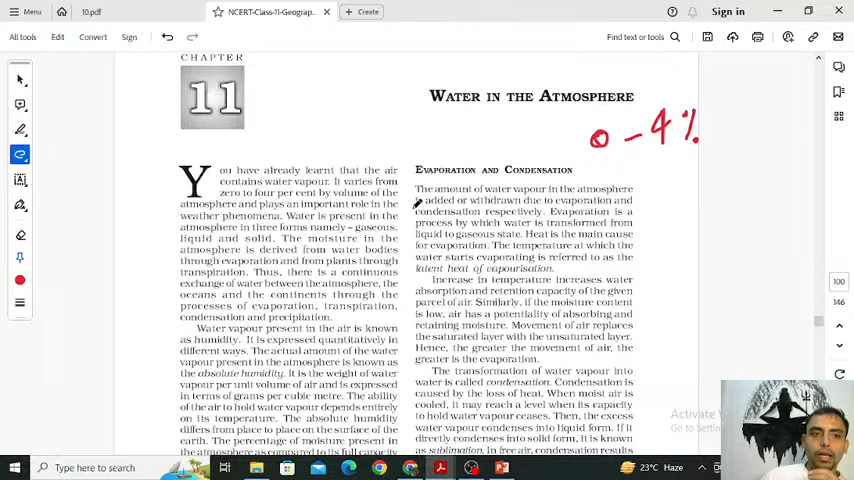 Menu
10.pdf
NCERT-Class-11-Geograp...
Create
Sign in
All tools
Edit
Convert
Sign
Find text or tools
CHAPTER
11
WATER IN THE ATMOSPHERE
0 - 4 %
You have already learnt that the air
contains water vapour. It varies from
zero to four per cent by volume of the
atmosphere and plays an important role in the
weather phenomena. Water is present in the
atmosphere in three forms namely – gaseous,
liquid and solid. The moisture in the
atmosphere is derived from water bodies
through evaporation and from plants through
transpiration. Thus, there is a continuous
exchange of water between the atmosphere, the
oceans and the continents through the
processes of evaporation, transpiration,
condensation and precipitation.
Water vapour present in the air is known
as humidity. It is expressed quantitatively in
different ways. The actual amount of the water
vapour present in the atmosphere is known as
the absolute humidity. It is the weight of water
vapour per unit volume of air and is expressed
in terms of grams per cubic metre. The ability
of the air to hold water vapour depends entirely
on its temperature. The absolute humidity
differs from place to place on the surface of the
earth. The percentage of moisture present in
the atmosphere as compared to its full capacity
EVAPORATION AND CONDENSATION
The amount of water vapour in the atmosphere
is added or withdrawn due to evaporation and
condensation respectively. Evaporation is a
process by which water is transformed from
liquid to gaseous state. Heat is the main cause
for evaporation. The temperature at which the
water starts evaporating is referred to as the
latent heat of vapourisation.
Increase in temperature increases water
absorption and retention capacity of the given
parcel of air. Similarly, if the moisture content
is low, air has a potentiality of absorbing and
retaining moisture. Movement of air replaces
the saturated layer with the unsaturated layer.
Hence, the greater the movement of air, the
greater is the evaporation.
The transformation of water vapour into
water is called condensation. Condensation is
caused by the loss of heat. When moist air is
cooled, it may reach a level when its capacity
to hold water vapour ceases. Then, the excess
water vapour condenses into liquid form. If it
directly condenses into solid form, it is known
as sublimation. In free air, condensation results
100
146
Activate
Go to Setting
Type here to search
23°C Haze